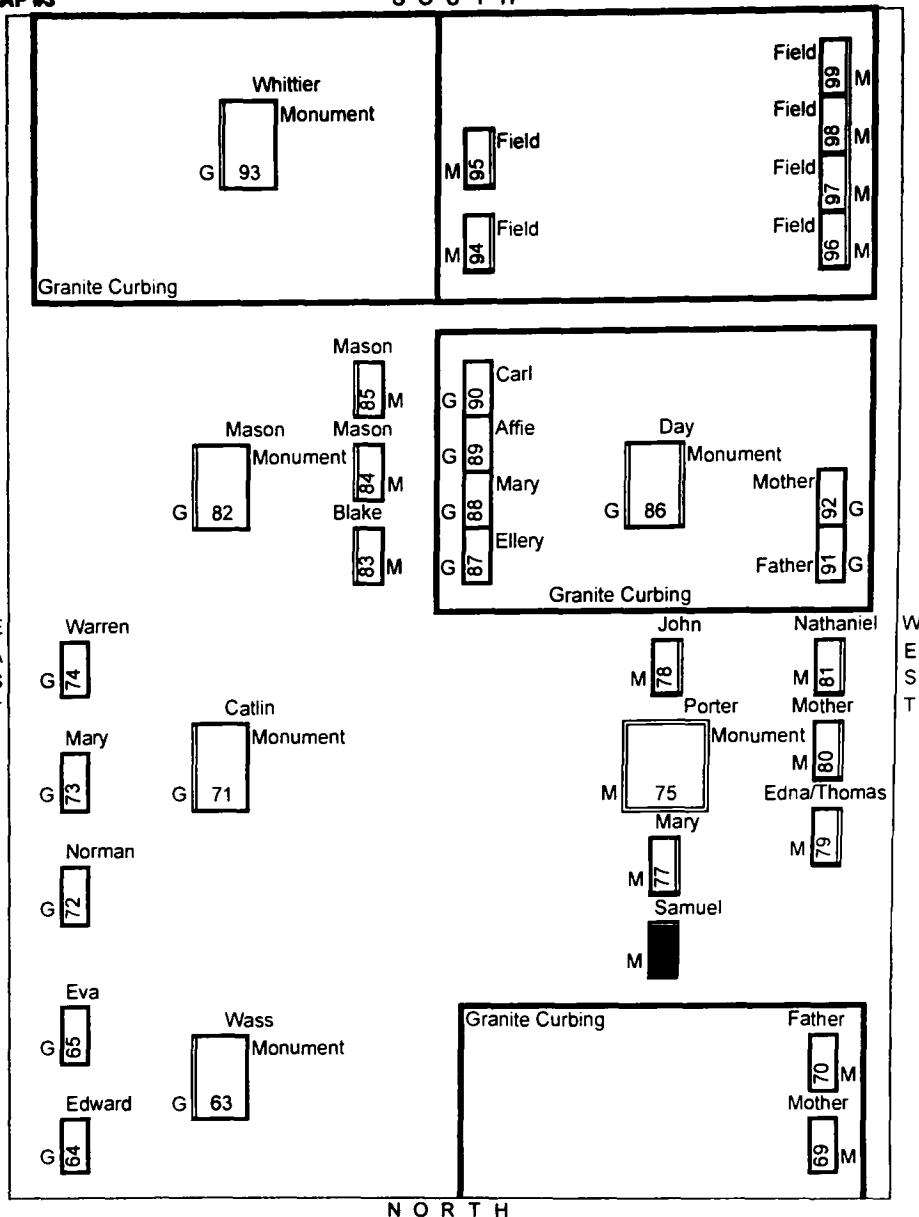 SOUTH
Whittier
Monument
G 93
Granite Curbing
Field
M 95
Field
M 94
Field
99 M
Field
98 M
Field
97 M
Field
96 M
Mason
85 M
Mason
Monument
G 82
Mason
84 M
Blake
83 M
Carl
G 90
Affie
G 89
Mary
G 88
Ellery
G 87
Day
Monument
G 86
Mother
92 G
Father 91 G
Granite Curbing
EAST
WEST
Warren
G 74
Mary
G 73
Norman
G 72
Catlin
Monument
G 71
John
M 78
Nathaniel
M 81
Porter
Monument
M 75
Mother
M 80
Edna/Thomas
M 79
Mary
M 77
Samuel
M
Eva
G 65
Edward
G 64
Wass
Monument
G 63
Granite Curbing
Father
70 M
Mother
69 M
NORTH